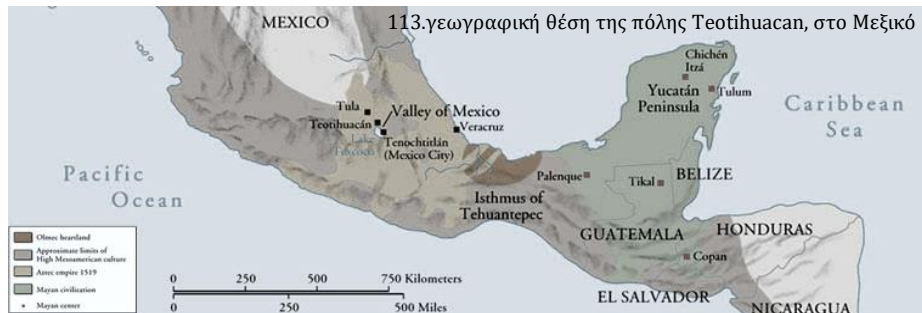 113.γεωγραφική θέση της πόλης Teotihuacan, στο Μεξικό
MEXICO
Chichén
Itzá
Tulum
Yucatán
Peninsula
Caribbean
Sea
Tula
Valley of Mexico
Teotihuacán
Veracruz
Lake
Texcoco
Tenochtitlán
(Mexico City)
Pacific
Ocean
Palenque
Tikal
BELIZE
Isthmus of
Tehuantepec
GUATEMALA
HONDURAS
Copan
EL SALVADOR
NICARAGUA
Olmec heartland
Approximate limits of
High Mesoamerican culture
Aztec empire 1519
Mayan civilization
Mayan center
0 250 500 750 Kilometers
0 250 500 Miles